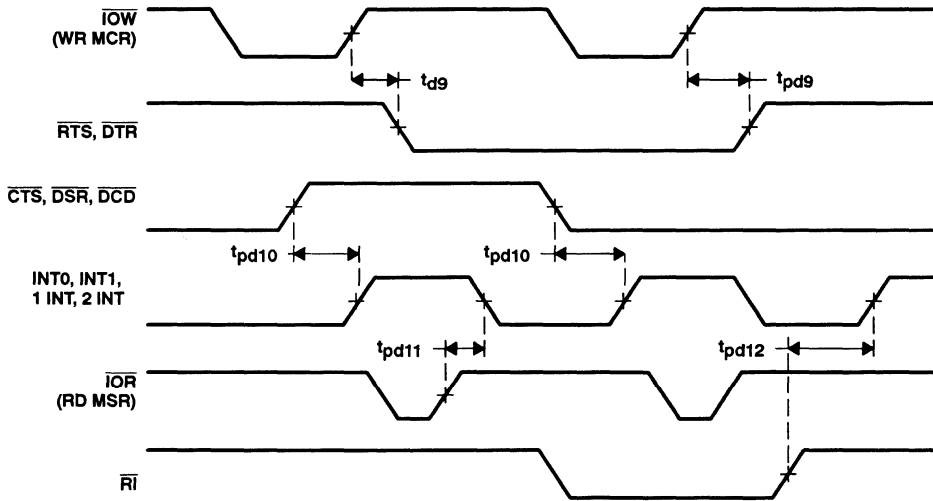 IOW
(WR MCR)
td9
tpd9
RTS, DTR
CTS, DSR, DCD
tpd10
tpd10
INT0, INT1,
1 INT, 2 INT
tpd11
tpd12
IOR
(RD MSR)
RI